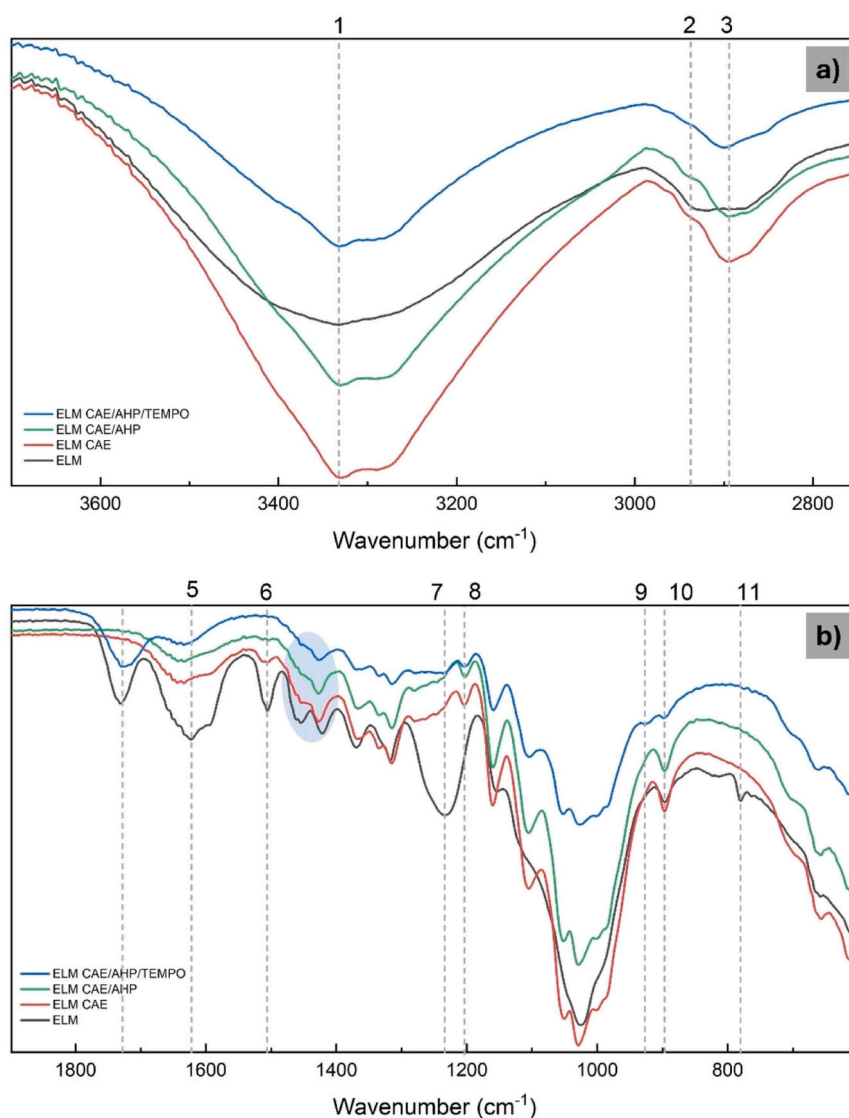 1 2 3
a)
ELM CAE/AHP/TEMPO
ELM CAE/AHP
ELM CAE
ELM
3600 3400 3200 3000 2800
Wavenumber (cm⁻¹)
5 6 7 8 9 10 11
b)
ELM CAE/AHP/TEMPO
ELM CAE/AHP
ELM CAE
ELM
1800 1600 1400 1200 1000 800
Wavenumber (cm⁻¹)